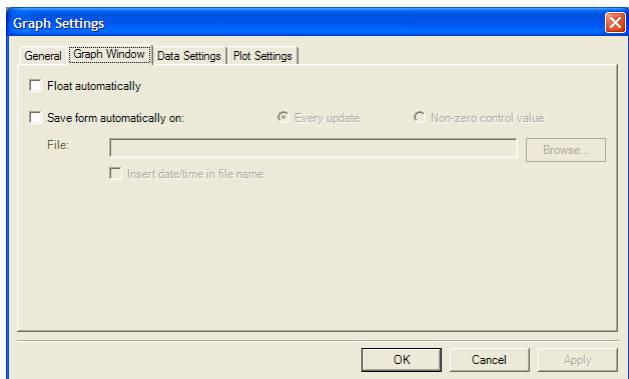 Graph Settings
General Graph Window Data Settings Plot Settings
Float automatically
Save form automatically on: Every update Non-zero control value
File: Browse...
Insert date/time in file name
OK Cancel Apply